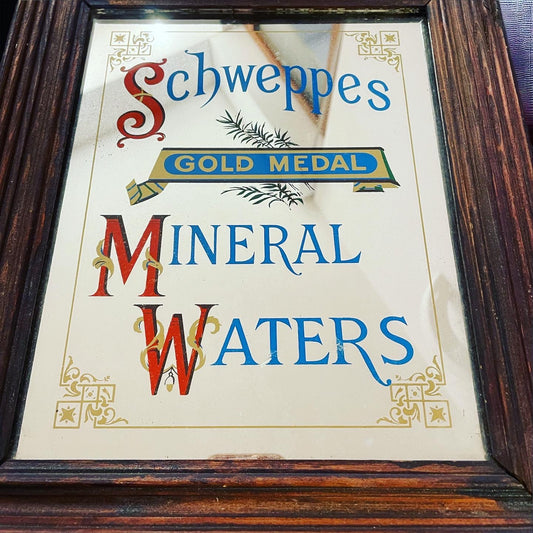 Schweppes
GOLD MEDAL
MINERAL
WATERS